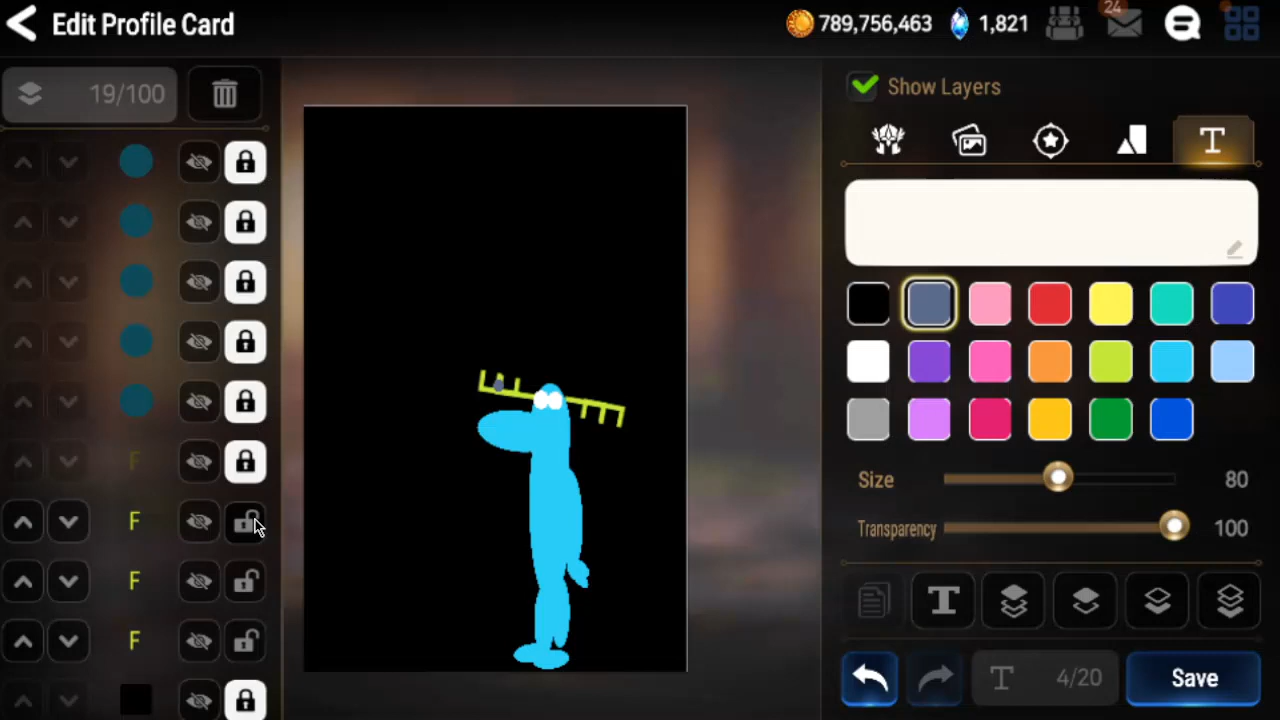 Edit Profile Card
24
789,756,463
1,821
19/100
Show Layers
T
F
F
F
F
Size
80
Transparency
100
T
T
4/20
Save